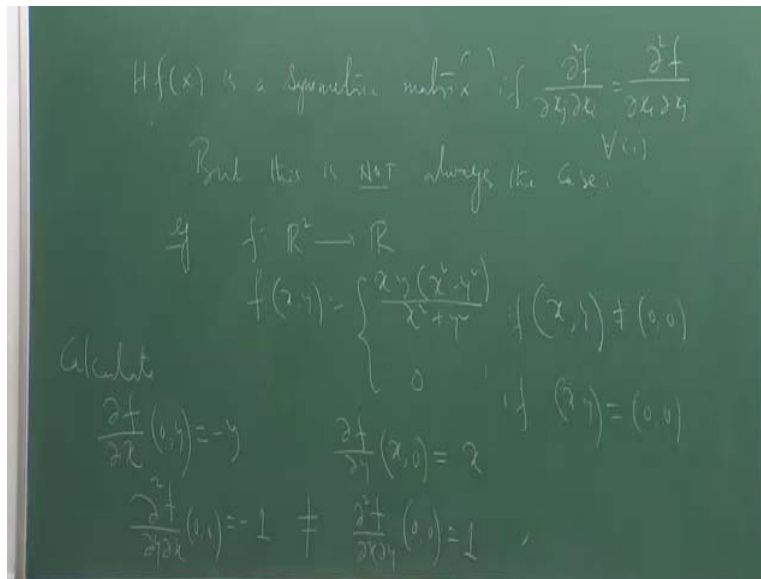 Hf(x) is a symmetric matrix if ∂²f/∂xj∂xi = ∂²f/∂xi∂xj
∀ i,j
But this is NOT always the case.
eg f: ℝ² → ℝ
f(x,y) = { xy(x²-y²)/x²+y² if (x,y) ≠ (0,0)
0 if (x,y) = (0,0)
Calculate
∂f/∂x (0,y) = -y ∂f/∂y (x,0) = x
∂²f/∂y∂x (0,0) = -1 ≠ ∂²f/∂x∂y (0,0) = 1